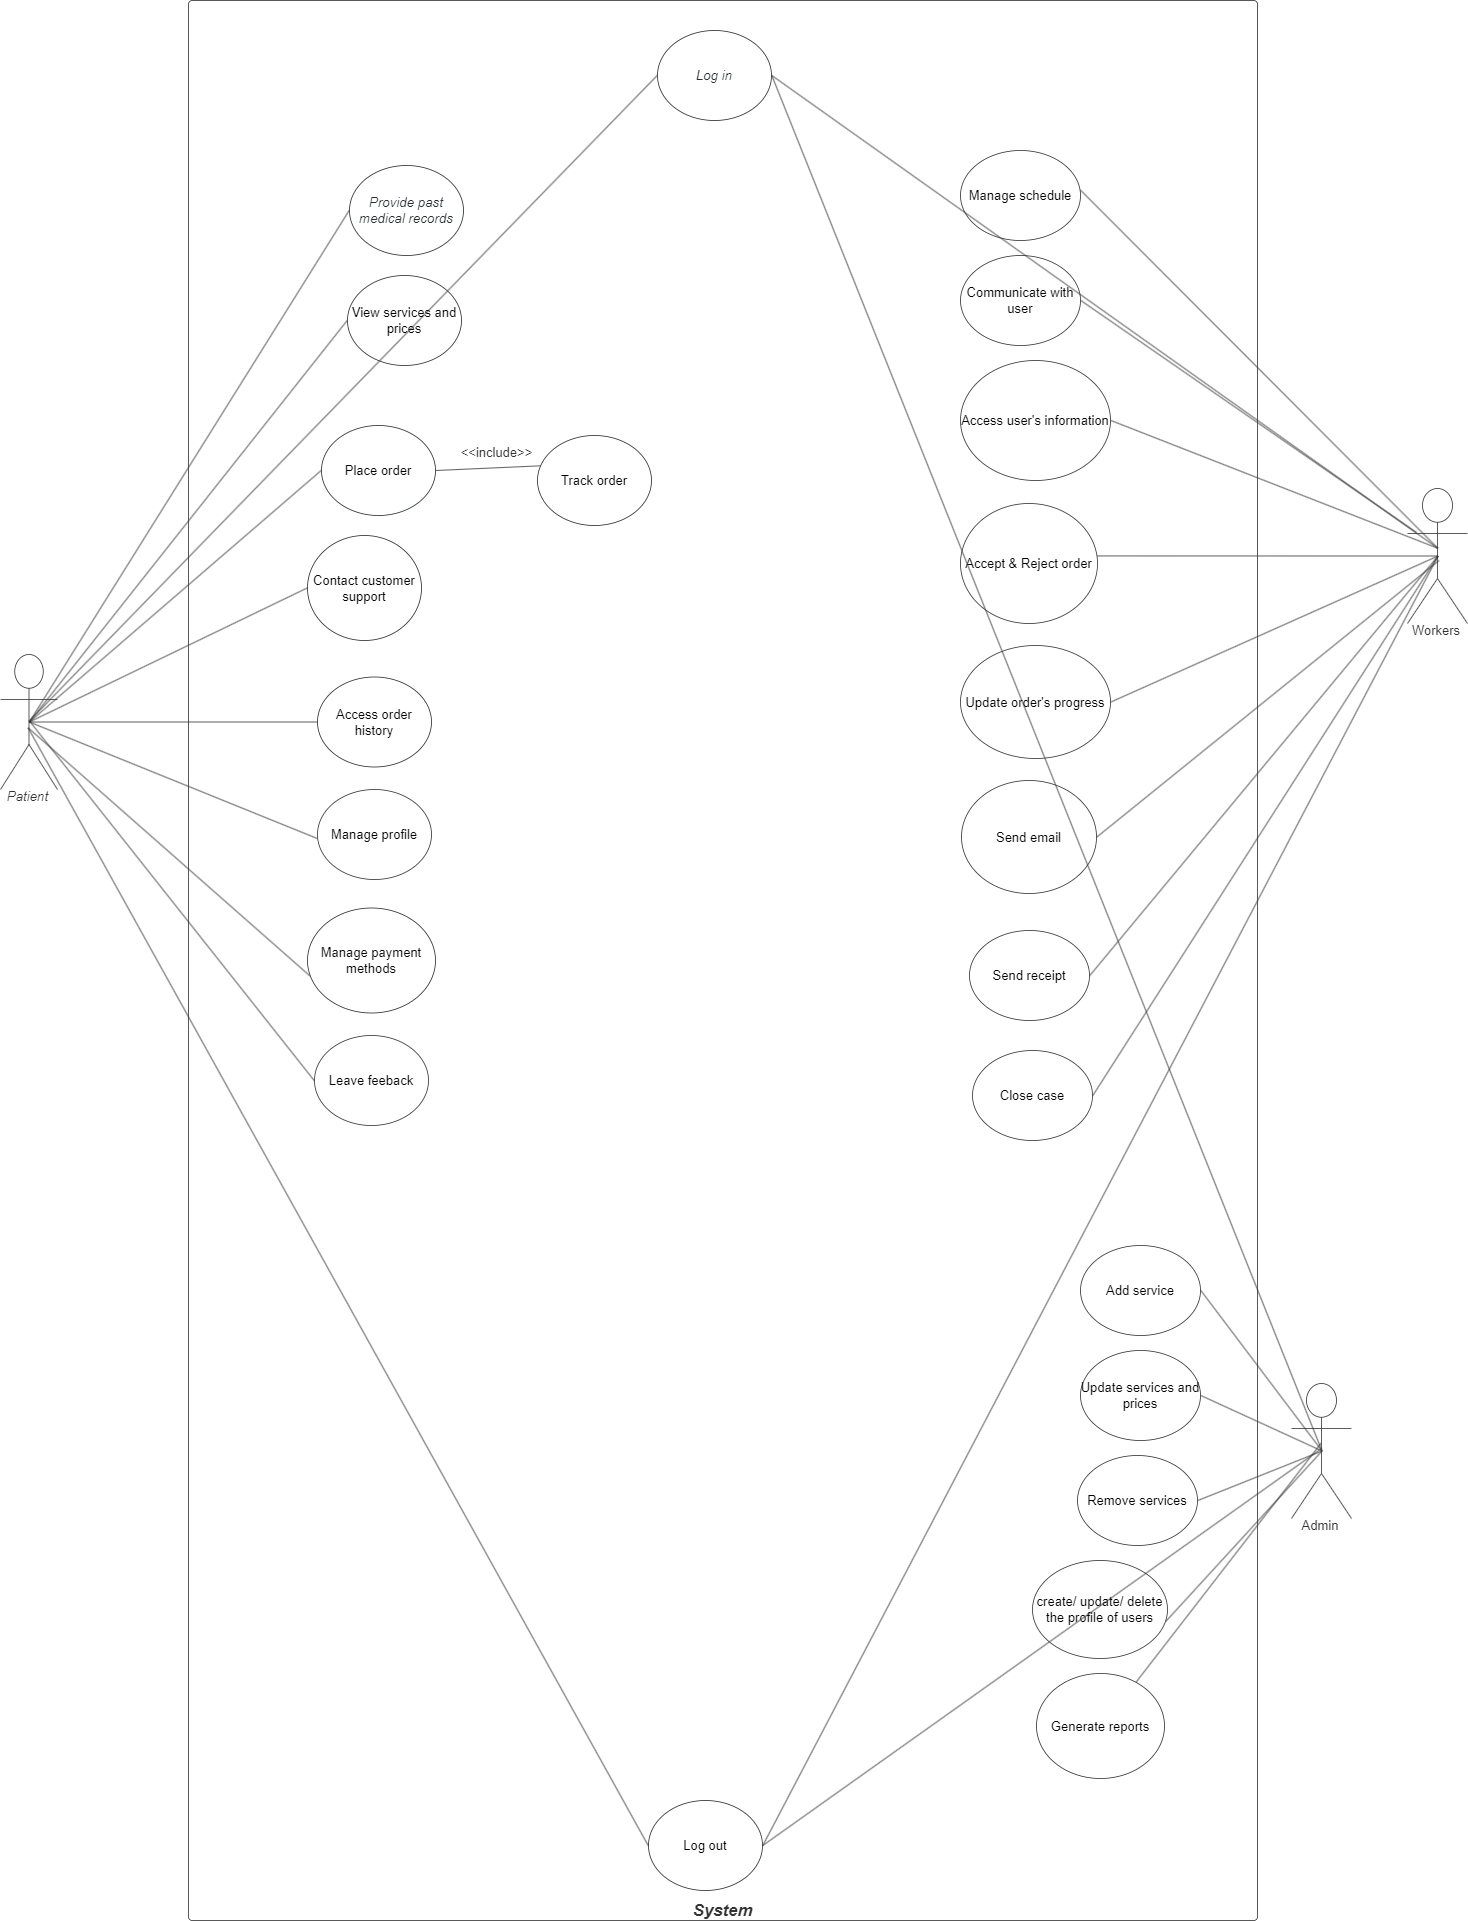 Log in
Provide past
medical records
View services and
prices
Place order
<<include>>
Track order
Contact customer
support
Access order
history
Manage profile
Manage payment
methods
Leave feeback
Patient
Manage schedule
Communicate with
user
Access user's information
Accept & Reject order
Update order's progress
Send email
Send receipt
Close case
Workers
Add service
Update services and
prices
Remove services
create/ update/ delete
the profile of users
Generate reports
Admin
Log out
System